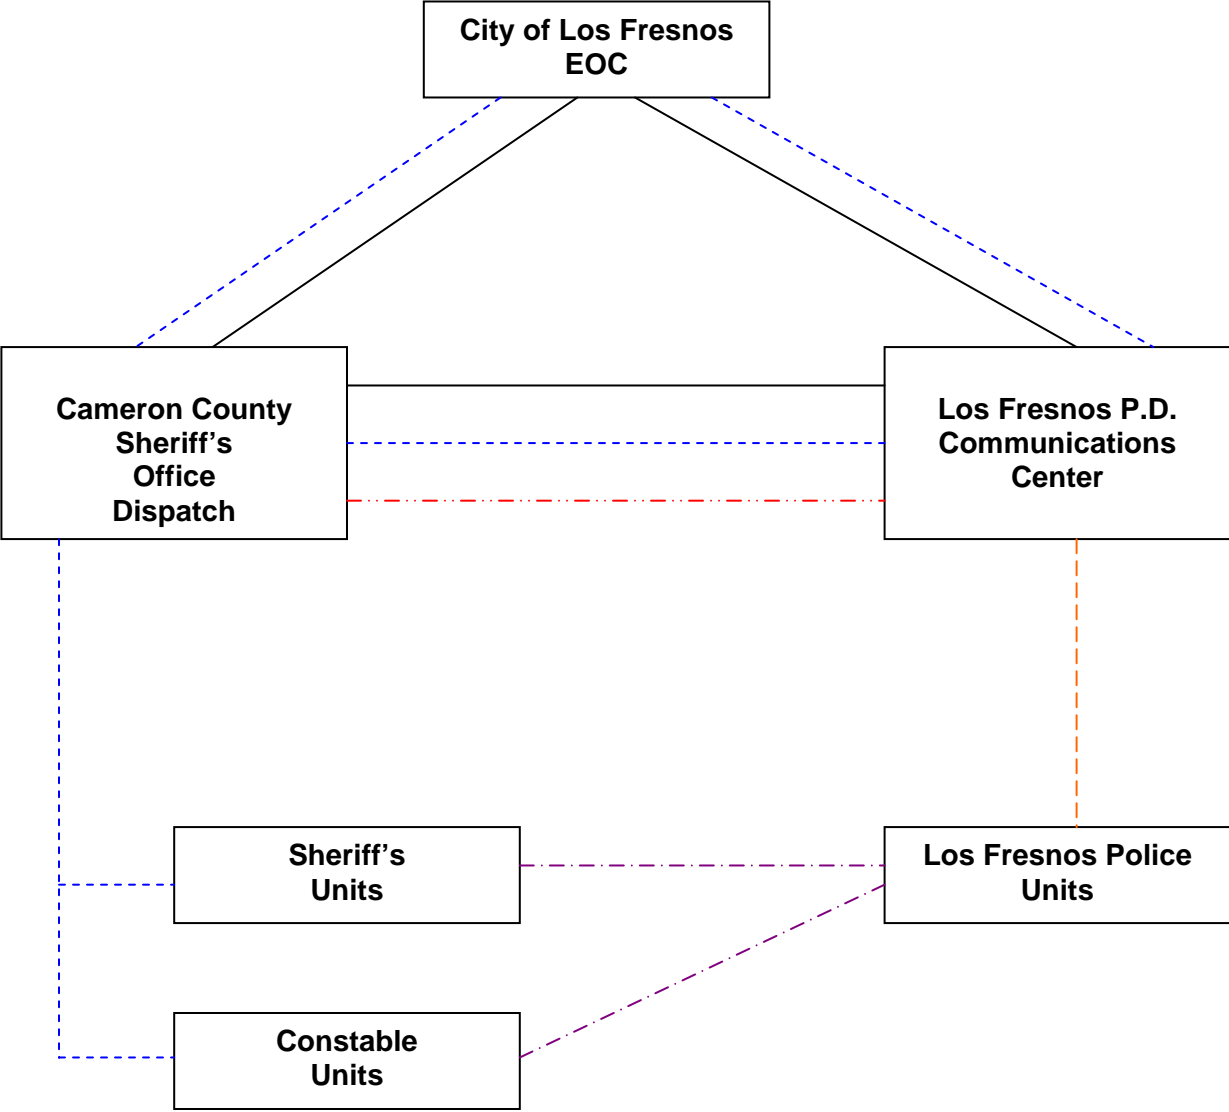 City of Los Fresnos
EOC
Cameron County
Sheriff’s
Office
Dispatch
Los Fresnos P.D.
Communications
Center
Sheriff’s
Units
Los Fresnos Police
Units
Constable
Units